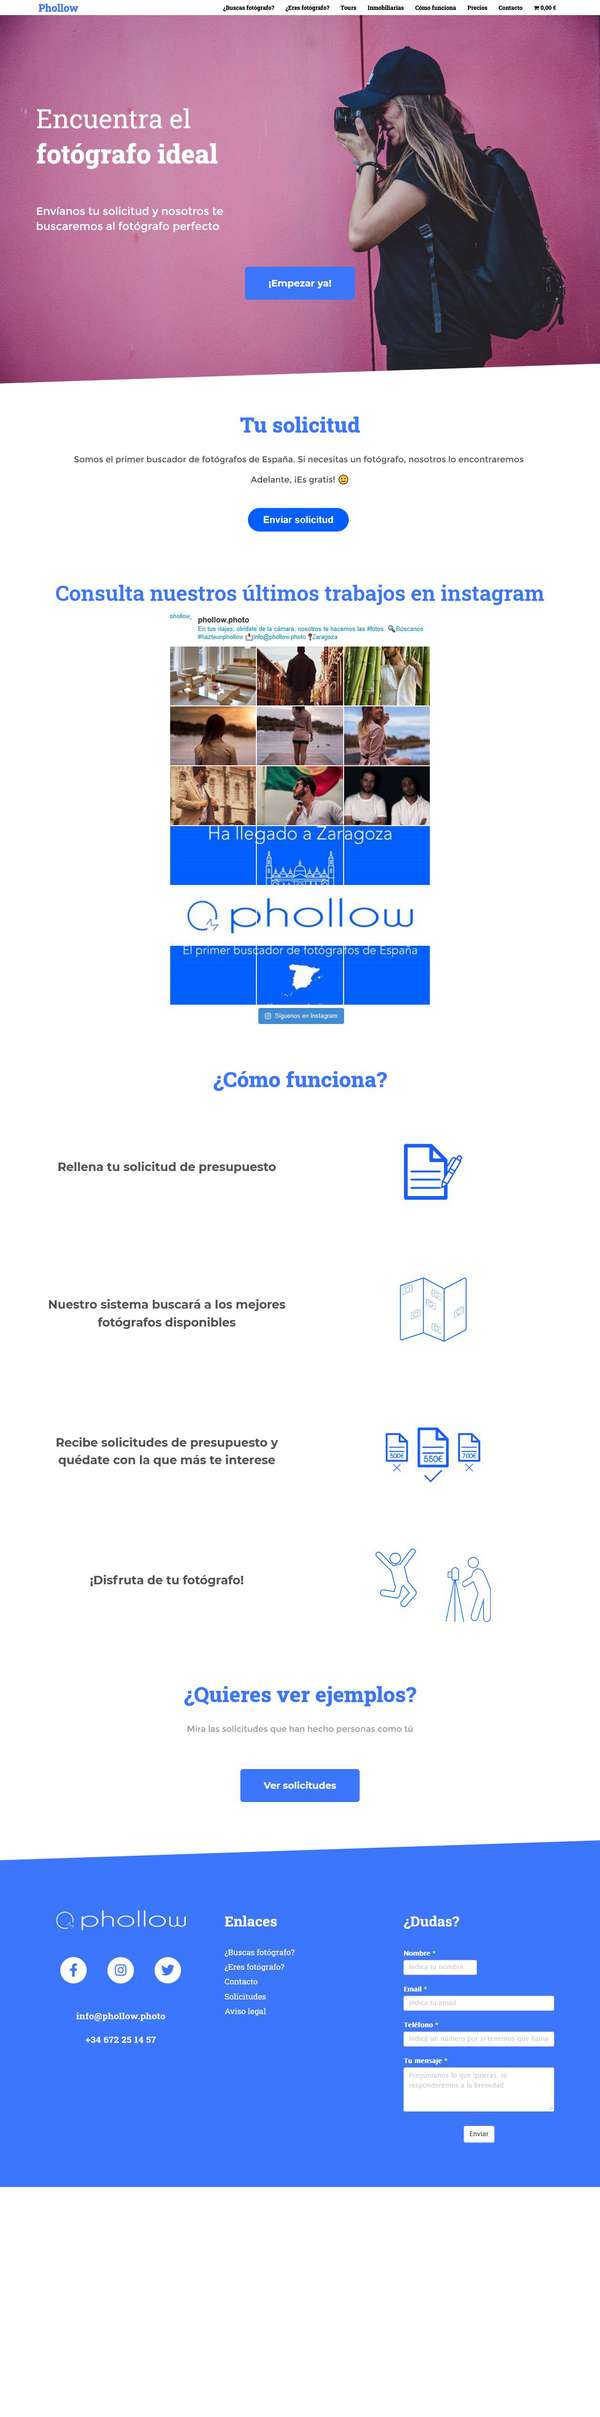 Phollow
¿Buscas fotógrafo? ¿Eres fotógrafo? Tours Inmobiliarias Cómo funciona Precios Contacto 0,00 €
Encuentra el
fotógrafo ideal
Envíanos tu solicitud y nosotros te
buscaremos al fotógrafo perfecto
¡Empezar ya!
Tu solicitud
Somos el primer buscador de fotógrafos de España. Si necesitas un fotógrafo, nosotros lo encontraremos
Adelante, ¡Es gratis! 🙂
Enviar solicitud
Consulta nuestros últimos trabajos en instagram
phollow.
phollow.photo
En tus viajes, olvídate de la cámara, nosotros te hacemos las #fotos. 🔍Búscanos
#haztaunphollow 📩info@phollow.photo 📍Zaragoza
Ha llegado a Zaragoza
phollow
El primer buscador de fotógrafos de España
Síguenos en Instagram
¿Cómo funciona?
Rellena tu solicitud de presupuesto
Nuestro sistema buscará a los mejores
fotógrafos disponibles
Recibe solicitudes de presupuesto y
quédate con la que más te interese
500€ 550€ 700€
¡Disfruta de tu fotógrafo!
¿Quieres ver ejemplos?
Mira las solicitudes que han hecho personas como tú
Ver solicitudes
phollow
info@phollow.photo
+34 672 25 14 57
Enlaces
¿Buscas fotógrafo?
¿Eres fotógrafo?
Contacto
Solicitudes
Aviso legal
¿Dudas?
Nombre *
Indica tu nombre
Email *
Indica tu email
Teléfono *
Indica un número por si tenemos que llama
Tu mensaje *
Pregúntanos lo que quieras, te
responderemos a la brevedad
Enviar